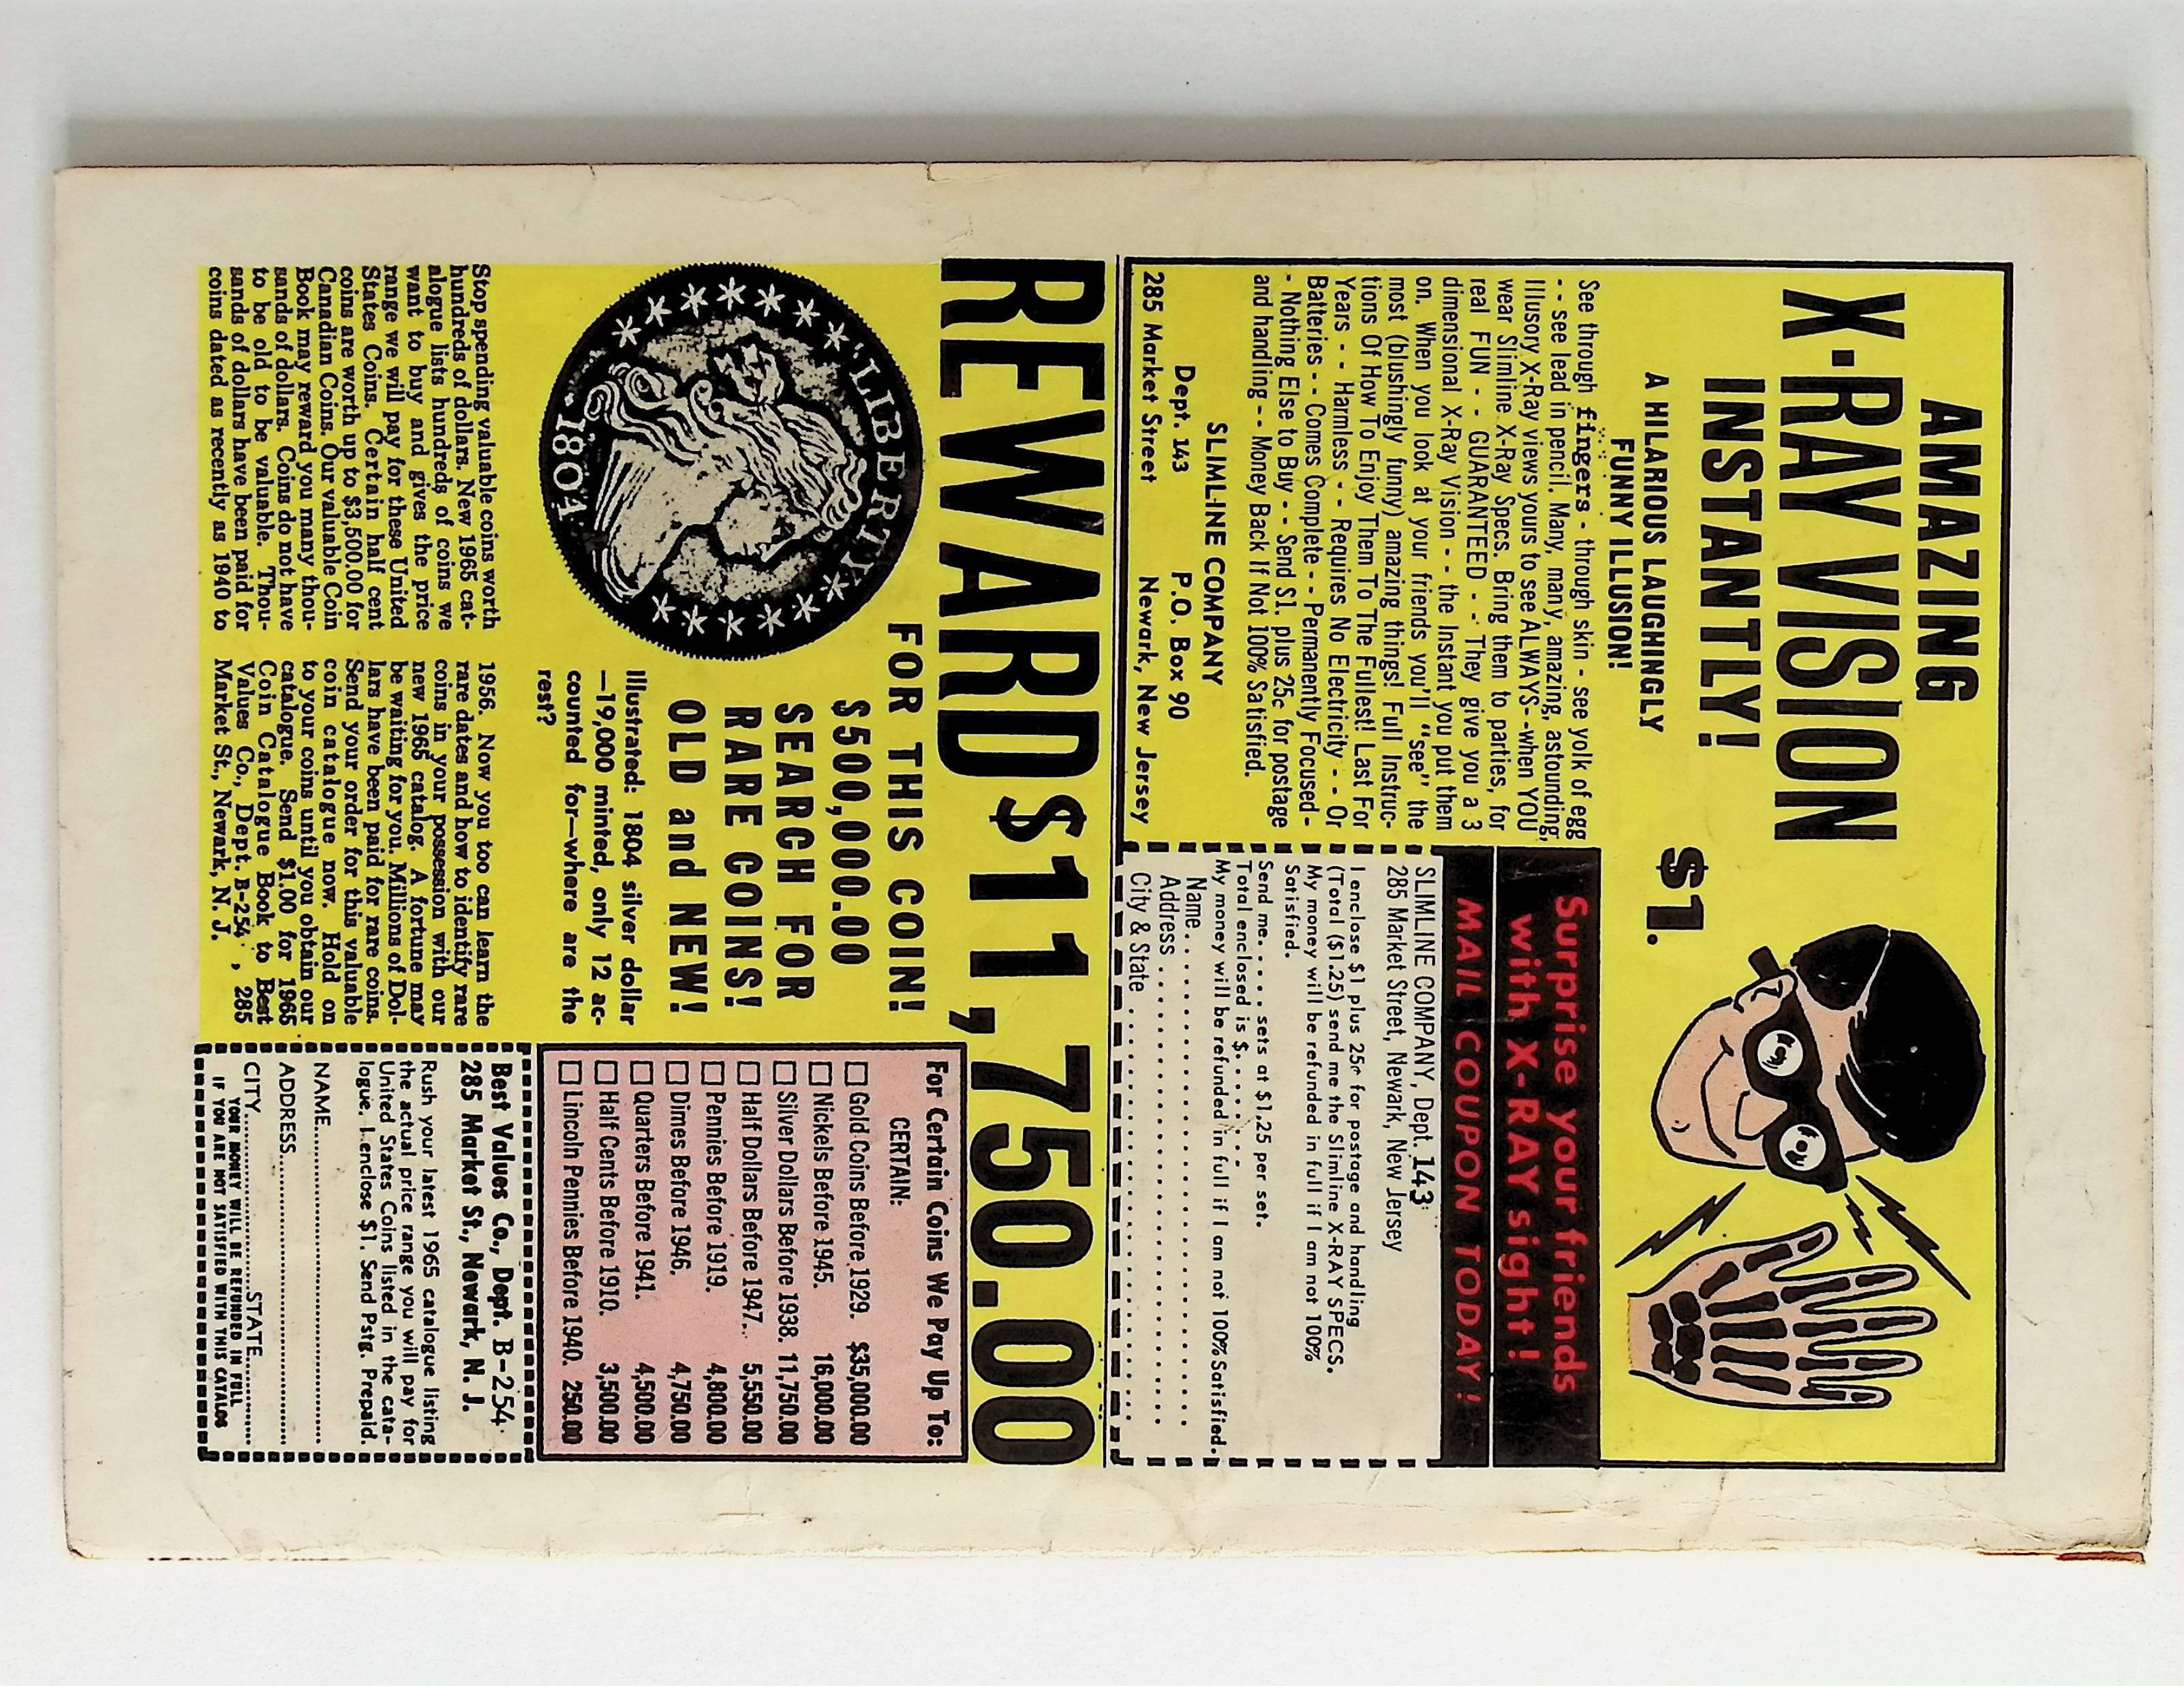 AMAZING
X-RAY VISION
INSTANTLY!
$1.
A HILARIOUS LAUGHINGLY
FUNNY ILLUSION!
See through fingers - through skin - see yolk of egg
- - see lead in pencil. Many, many, amazing, astounding,
Illusory X-Ray views yours to see ALWAYS--when YOU
wear Slimline X-Ray Specs. Bring them to parties, for
real FUN - - GUARANTEED - - They give you a 3
dimensional X-Ray Vision - - the Instant you put them
on. When you look at your friends you'll "see" the
most (blushingly funny) amazing things! Full Instruc-
tions Of How To Enjoy Them To The Fullest! Last For
Years - - Harmless - - Requires No Electricity - - Or
Batteries - - Comes Complete - - Permanently Focused -
- Nothing Else to Buy - - Send $1. plus 25c for postage
and handling - - Money Back If Not 100% Satisfied.
SLIMLINE COMPANY
Dept. 143 P.O. Box 90
285 Market Street Newark, New Jersey
Surprise your friends
with X-RAY sight!
MAIL COUPON TODAY!
SLIMLINE COMPANY, Dept. 143
285 Market Street, Newark, New Jersey
I enclose $1 plus 25c for postage and handling
(Total ($1.25) send me the Slimline X-RAY SPECS.
My money will be refunded in full if I am not 100%
Satisfied.
Send me..... sets at $1.25 per set.
Total enclosed is $.......
My money will be refunded in full if I am not 100% Satisfied.
Name....................
Address....................
City & State....................
REWARD $11,750.00
FOR THIS COIN!
$500,000.00
SEARCH FOR
RARE COINS!
OLD and NEW!
LIBERTY
1804
Illustrated: 1804 silver dollar
—19,000 minted, only 12 ac-
counted for—where are the
rest?
Stop spending valuable coins worth
hundreds of dollars. New 1965 cat-
alogue lists hundreds of coins we
want to buy and gives the price
range we will pay for these United
States Coins. Certain half cent
coins are worth up to $3,500.00 for
Canadian Coins. Our valuable Coin
Book may reward you many thou-
sands of dollars. Coins do not have
to be old to be valuable. Thou-
sands of dollars have been paid for
coins dated as recently as 1940 to
1956. Now you too can learn the
rare dates and how to identify rare
coins in your possession with our
new 1965 catalog. A fortune may
be waiting for you. Millions of Dol-
lars have been paid for rare coins.
Send your order for this valuable
coin catalogue now. Hold on
to your coins until you obtain our
catalogue. Send $1.00 for 1965
Coin Catalogue Book to Best
Values Co., Dept. B-254, 285
Market St., Newark, N. J.
For Certain Coins We Pay Up To:
CERTAIN:
Gold Coins Before 1929. $35,000.00
Nickels Before 1945. 16,000.00
Silver Dollars Before 1938. 11,750.00
Half Dollars Before 1947. 5,550.00
Pennies Before 1919. 4,800.00
Dimes Before 1946. 4,750.00
Quarters Before 1941. 4,500.00
Half Cents Before 1910. 3,500.00
Lincoln Pennies Before 1940. 250.00
Best Values Co., Dept. B-254
285 Market St., Newark, N. J.
Rush your latest 1965 catalogue listing
the actual price range you will pay for
United States Coins listed in the cata-
logue. I enclose $1. Send Pstg. Prepaid.
NAME....................
ADDRESS....................
CITY.................... STATE..........
YOUR MONEY WILL BE REFUNDED IN FULL
IF YOU ARE NOT SATISFIED WITH THIS CATALOG